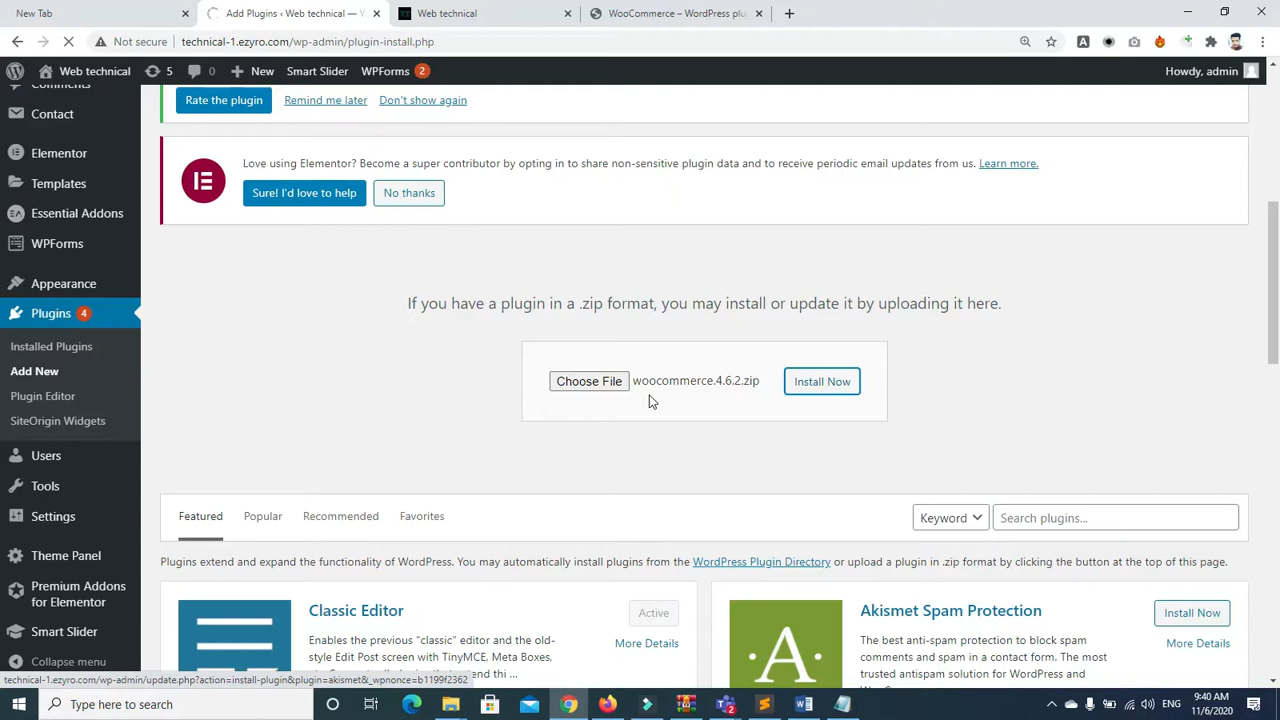 New Tab
Add Plugins ‹ Web technical —
Web technical
WooCommerce – WordPress plug
Not secure
technical-1.ezyro.com/wp-admin/plugin-install.php
Web technical
5
0
New
Smart Slider
WPForms 2
Howdy, admin
Comments
Contact
Elementor
Templates
Essential Addons
WPForms
Appearance
Plugins 4
Installed Plugins
Add New
Plugin Editor
SiteOrigin Widgets
Users
Tools
Settings
Theme Panel
Premium Addons
for Elementor
Smart Slider
Collapse menu
Rate the plugin
Remind me later
Don't show again
Love using Elementor? Become a super contributor by opting in to share non-sensitive plugin data and to receive periodic email updates from us. Learn more.
Sure! I'd love to help
No thanks
If you have a plugin in a .zip format, you may install or update it by uploading it here.
Choose File
woocommerce.4.6.2.zip
Install Now
Featured
Popular
Recommended
Favorites
Keyword
Search plugins...
Plugins extend and expand the functionality of WordPress. You may automatically install plugins from the WordPress Plugin Directory or upload a plugin in .zip format by clicking the button at the top of this page.
Classic Editor
Active
Enables the previous "classic" editor and the old-
style Edit Post screen with TinyMCE, Meta Boxes,
More Details
Akismet Spam Protection
Install Now
The best anti-spam protection to block spam
comments and spam in a contact form. The most
trusted antispam solution for WordPress and
More Details
technical-1.ezyro.com/wp-admin/update.php?action=install-plugin&plugin=akismet&_wpnonce=b1199f2362
Type here to search
ENG
9:40 AM
11/6/2020